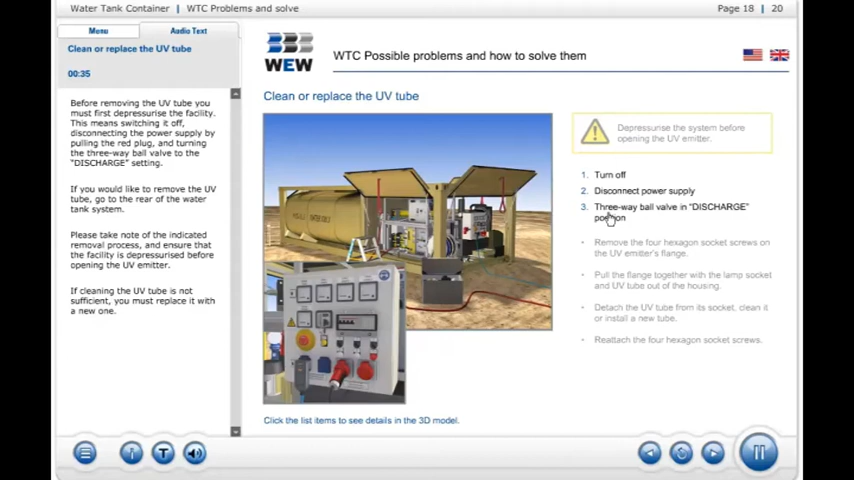 Water Tank Container | WTC Problems and solve
Page 18 | 20
Menu
Audio Text
Clean or replace the UV tube
00:35
Before removing the UV tube you
must first depressurise the facility.
This means switching it off,
disconnecting the power supply by
pulling the red plug, and turning
the three-way ball valve to the
"DISCHARGE" setting.
If you would like to remove the UV
tube, go to the rear of the water
tank system.
Please take note of the indicated
removal process, and ensure that
the facility is depressurised before
opening the UV emitter.
If cleaning the UV tube is not
sufficient, you must replace it with
a new one.
WEW
WTC Possible problems and how to solve them
Clean or replace the UV tube
Depressurise the system before
opening the UV emitter.
1. Turn off
2. Disconnect power supply
3. Three-way ball valve in "DISCHARGE"
position
• Remove the four hexagon socket screws on
the UV emitter's flange.
• Pull the flange together with the lamp socket
and UV tube out of the housing.
• Detach the UV tube from its socket, clean it
or install a new tube.
• Reattach the four hexagon socket screws.
Click the list items to see details in the 3D model.